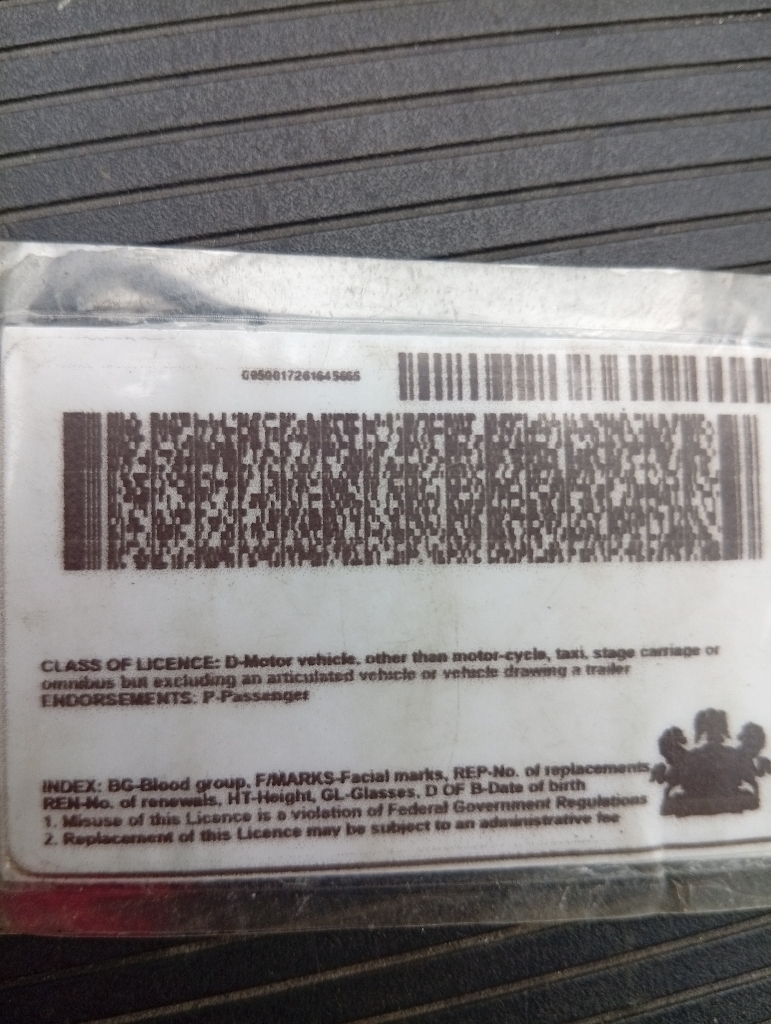 CLASS OF LICENCE: D-Motor vehicle, other than motor-cycle, taxi, stage carriage or
omnibus but excluding an articulated vehicle or vehicle drawing a trailer
ENDORSEMENTS: P-Passenger
INDEX: BG-Blood group, F/MARKS-Facial marks, REP-No. of replacements
REN-No. of renewals, HT-Height, GL-Glasses, D OF B-Date of birth
1. Misuse of this Licence is a violation of Federal Government Regulations
2. Replacement of this Licence may be subject to an administrative fee